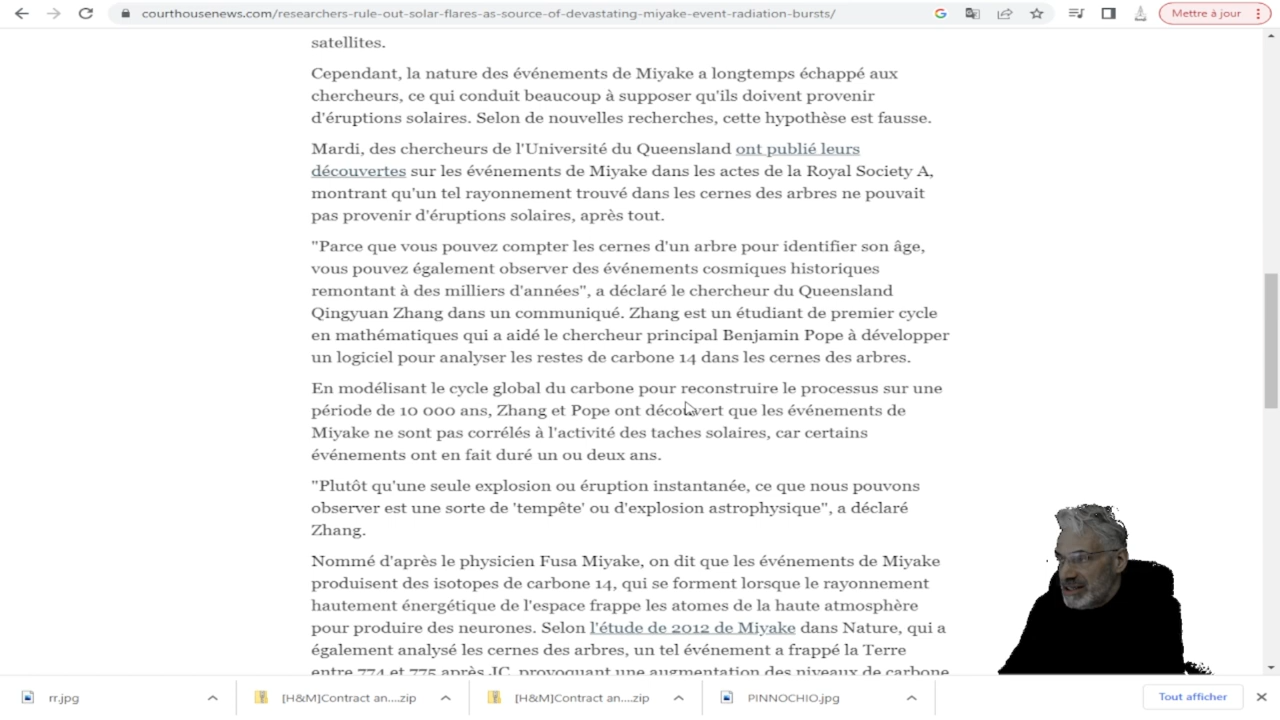 courthousenews.com/researchers-rule-out-solar-flares-as-source-of-devastating-miyake-event-radiation-bursts/
Mettre à jour
satellites.
Cependant, la nature des événements de Miyake a longtemps échappé aux
chercheurs, ce qui conduit beaucoup à supposer qu'ils doivent provenir
d'éruptions solaires. Selon de nouvelles recherches, cette hypothèse est fausse.
Mardi, des chercheurs de l'Université du Queensland ont publié leurs
découvertes sur les événements de Miyake dans les actes de la Royal Society A,
montrant qu'un tel rayonnement trouvé dans les cernes des arbres ne pouvait
pas provenir d'éruptions solaires, après tout.
"Parce que vous pouvez compter les cernes d'un arbre pour identifier son âge,
vous pouvez également observer des événements cosmiques historiques
remontant à des milliers d'années", a déclaré le chercheur du Queensland
Qingyuan Zhang dans un communiqué. Zhang est un étudiant de premier cycle
en mathématiques qui a aidé le chercheur principal Benjamin Pope à développer
un logiciel pour analyser les restes de carbone 14 dans les cernes des arbres.
En modélisant le cycle global du carbone pour reconstruire le processus sur une
période de 10 000 ans, Zhang et Pope ont découvert que les événements de
Miyake ne sont pas corrélés à l'activité des taches solaires, car certains
événements ont en fait duré un ou deux ans.
"Plutôt qu'une seule explosion ou éruption instantanée, ce que nous pouvons
observer est une sorte de 'tempête' ou d'explosion astrophysique", a déclaré
Zhang.
Nommé d'après le physicien Fusa Miyake, on dit que les événements de Miyake
produisent des isotopes de carbone 14, qui se forment lorsque le rayonnement
hautement énergétique de l'espace frappe les atomes de la haute atmosphère
pour produire des neurones. Selon l'étude de 2012 de Miyake dans Nature, qui a
également analysé les cernes des arbres, un tel événement a frappé la Terre
entre 774 et 775 après JC, provoquant une augmentation des niveaux de carbone
rr.jpg
[H&M]Contract an....zip
[H&M]Contract an....zip
PINNOCHIO.jpg
Tout afficher